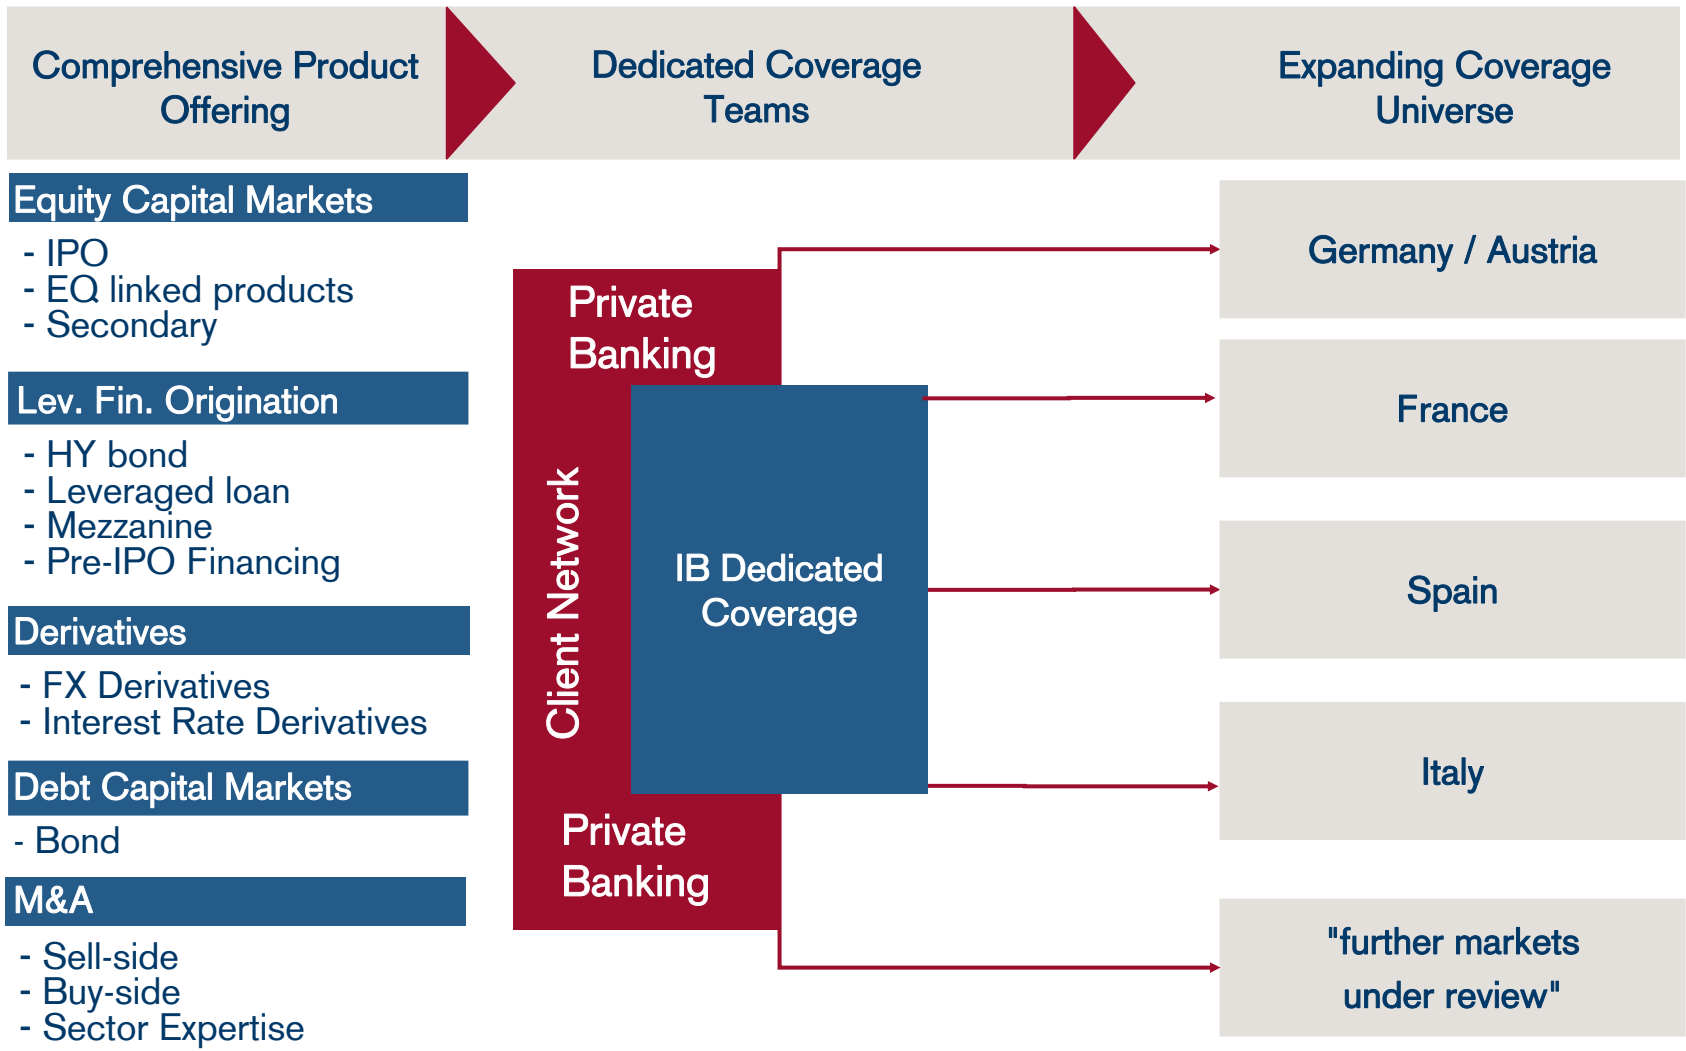 Comprehensive Product
Offering
Dedicated Coverage
Teams
Expanding Coverage
Universe
Equity Capital Markets
- IPO
- EQ linked products
- Secondary
Lev. Fin. Origination
- HY bond
- Leveraged loan
- Mezzanine
- Pre-IPO Financing
Derivatives
- FX Derivatives
- Interest Rate Derivatives
Debt Capital Markets
- Bond
M&A
- Sell-side
- Buy-side
- Sector Expertise
Private
Banking
Client Network
IB Dedicated
Coverage
Private
Banking
Germany / Austria
France
Spain
Italy
"further markets
under review"